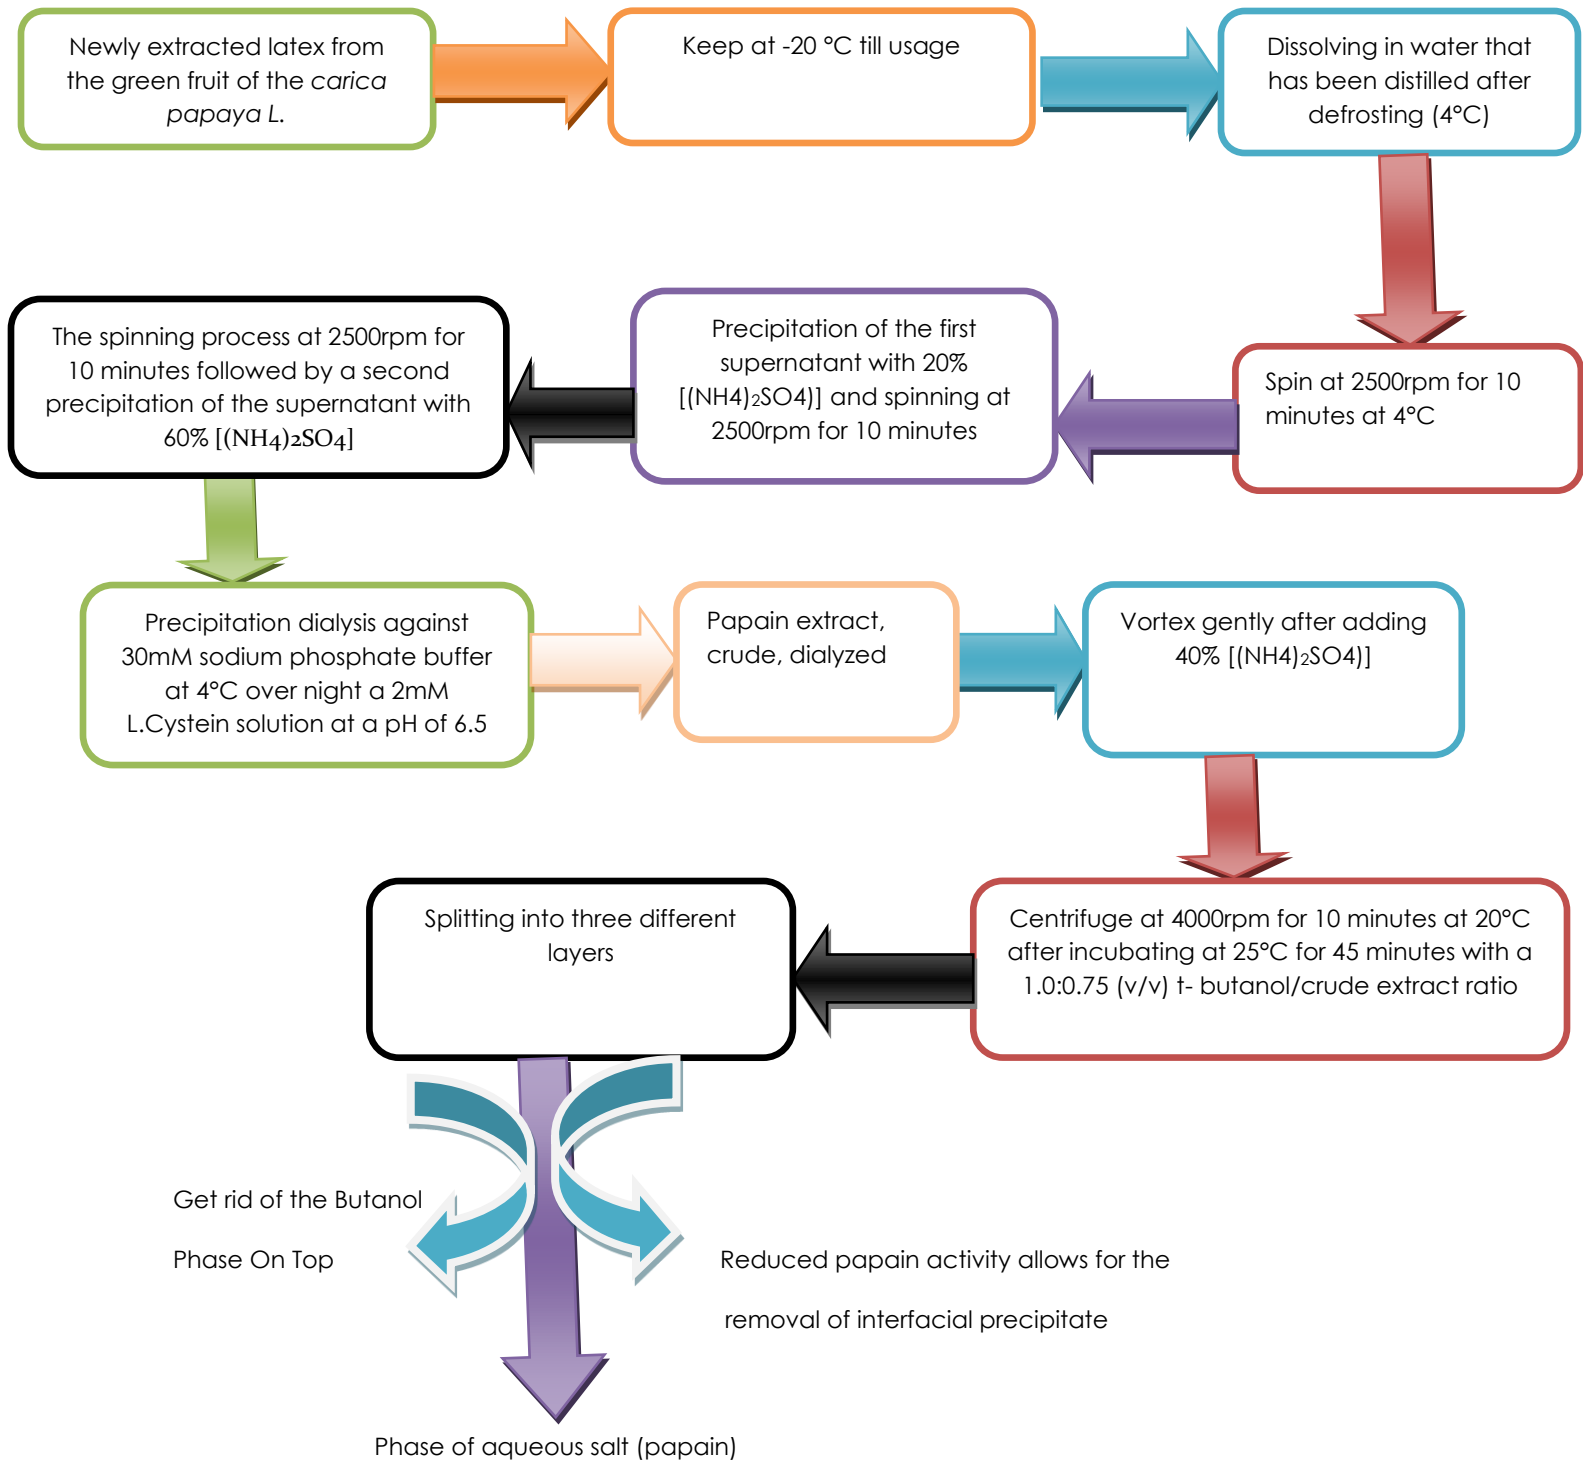 Newly extracted latex from
the green fruit of the carica
papaya L.
Keep at -20 °C till usage
Dissolving in water that
has been distilled after
defrosting (4°C)
Spin at 2500rpm for 10
minutes at 4°C
Precipitation of the first
supernatant with 20%
[(NH4)₂SO4)] and spinning at
2500rpm for 10 minutes
The spinning process at 2500rpm for
10 minutes followed by a second
precipitation of the supernatant with
60% [(NH4)2SO4]
Precipitation dialysis against
30mM sodium phosphate buffer
at 4°C over night a 2mM
L.Cystein solution at a pH of 6.5
Papain extract,
crude, dialyzed
Vortex gently after adding
40% [(NH4)₂SO4)]
Centrifuge at 4000rpm for 10 minutes at 20°C
after incubating at 25°C for 45 minutes with a
1.0:0.75 (v/v) t- butanol/crude extract ratio
Splitting into three different
layers
Get rid of the Butanol
Phase On Top
Reduced papain activity allows for the
removal of interfacial precipitate
Phase of aqueous salt (papain)